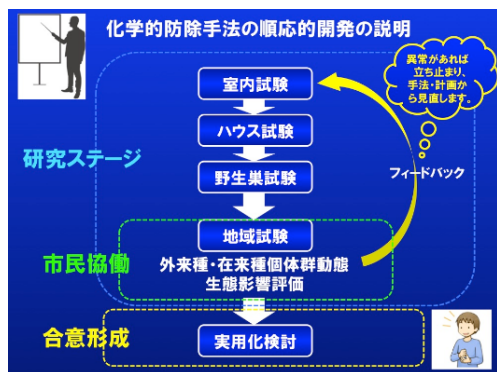 化学的防除手法の順応的開発の説明
異常があれば
立ち止まり、
手法・計画か
ら見直します。
室内試験
ハウス試験
研究ステージ
野生巣試験
フィードバック
地域試験
市民協働
外来種・在来種個体群動態
生態影響評価
合意形成
実用化検討